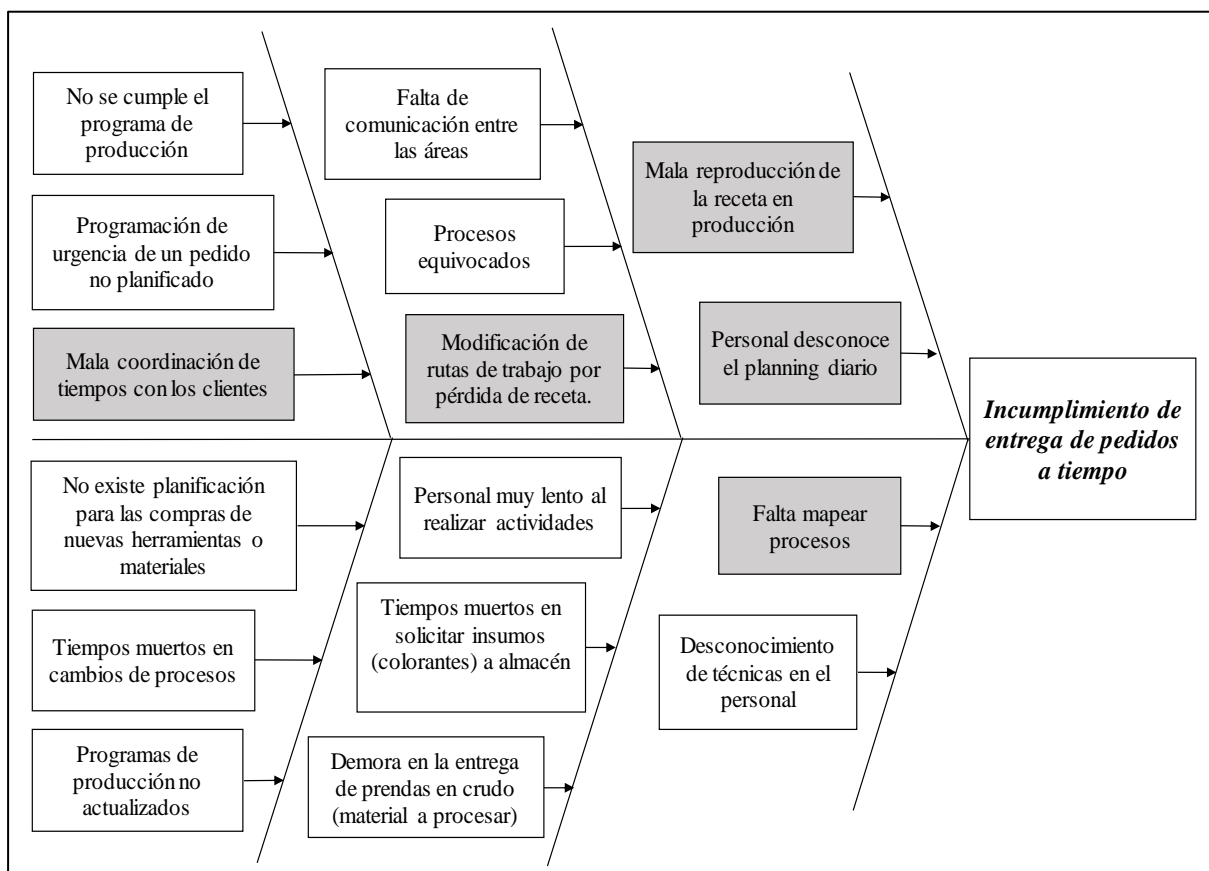 No se cumple el
programa de
producción
Programación de
urgencia de un pedido
no planificado
Mala coordinación de
tiempos con los clientes
Falta de
comunicación entre
las áreas
Procesos
equivocados
Modificación de
rutas de trabajo por
pérdida de receta.
Mala reproducción de
la receta en
producción
Personal desconoce
el planning diario
Incumplimiento de
entrega de pedidos
a tiempo
No existe planificación
para las compras de
nuevas herramientas o
materiales
Tiempos muertos en
cambios de procesos
Programas de
producción no
actualizados
Personal muy lento al
realizar actividades
Tiempos muertos en
solicitar insumos
(colorantes) a almacén
Demora en la entrega
de prendas en crudo
(material a procesar)
Falta mapear
procesos
Desconocimiento
de técnicas en el
personal